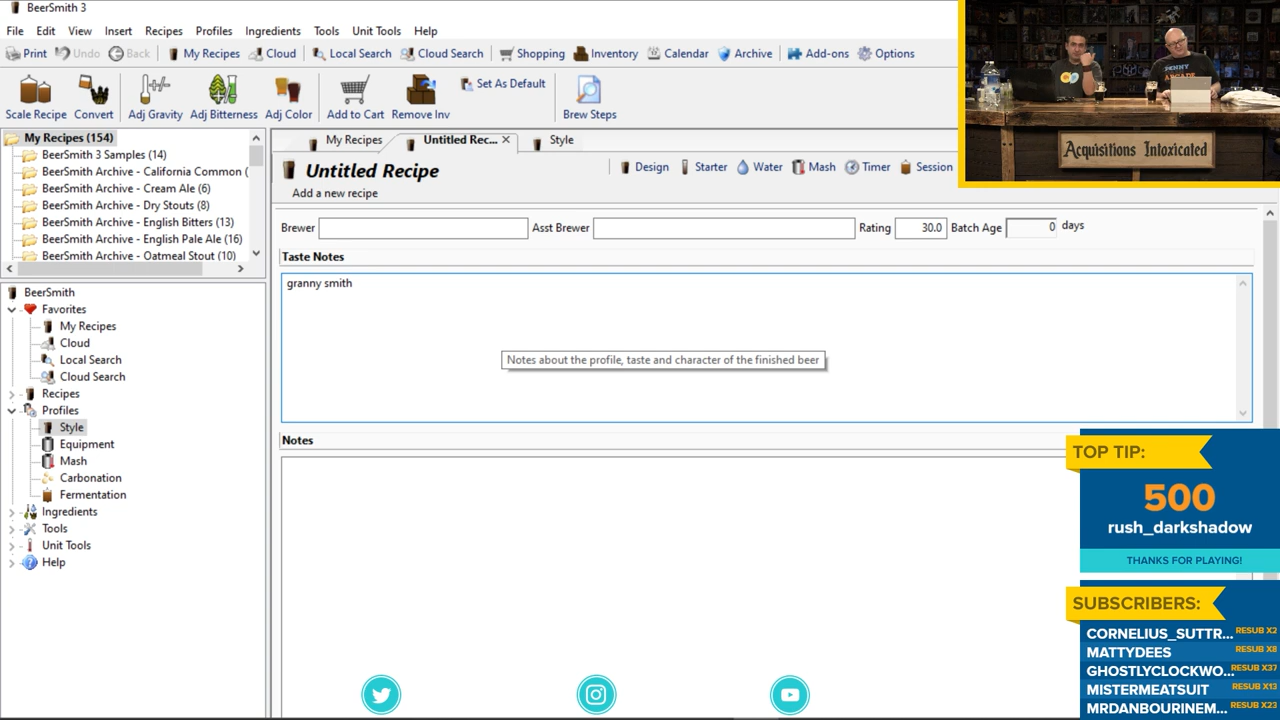 BeerSmith 3
File Edit View Insert Recipes Profiles Ingredients Tools Unit Tools Help
Print Undo Back My Recipes Cloud Local Search Cloud Search Shopping Inventory Calendar Archive Add-ons Options
Scale Recipe Convert Adj Gravity Adj Bitterness Adj Color Add to Cart Remove Inv Set As Default Brew Steps
My Recipes (154)
BeerSmith 3 Samples (14)
BeerSmith Archive - California Common (
BeerSmith Archive - Cream Ale (6)
BeerSmith Archive - Dry Stouts (8)
BeerSmith Archive - English Bitters (13)
BeerSmith Archive - English Pale Ale (16)
BeerSmith Archive - Oatmeal Stout (10)
BeerSmith
Favorites
My Recipes
Cloud
Local Search
Cloud Search
Recipes
Profiles
Style
Equipment
Mash
Carbonation
Fermentation
Ingredients
Tools
Unit Tools
Help
My Recipes Untitled Rec... Style
Untitled Recipe
Design Starter Water Mash Timer Session
Add a new recipe
Brewer Asst Brewer Rating 30.0 Batch Age 0 days
Taste Notes
granny smith
Notes about the profile, taste and character of the finished beer
Notes
PENNY
ARCADE
Acquisitions Intoxicated
TOP TIP:
500
rush_darkshadow
THANKS FOR PLAYING!
SUBSCRIBERS:
CORNELIUS_SUTTR... RESUB X2
MATTYDEES RESUB X8
GHOSTLYCLOCKWO... RESUB X37
MISTERMEATSUIT RESUB X13
MRDANBOURINEM... RESUB X23